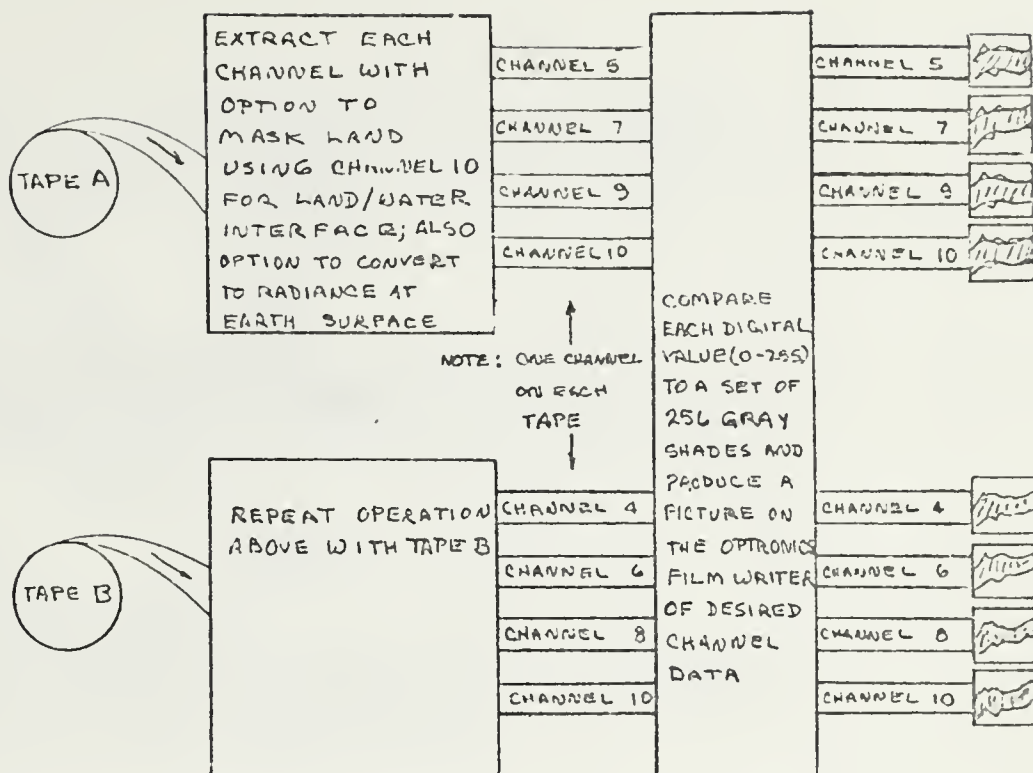 TAPE A
EXTRACT EACH
CHANNEL WITH
OPTION TO
MASK LAND
USING CHANNEL 10
FOR LAND/WATER
INTERFACE; ALSO
OPTION TO CONVERT
TO RADIANCE AT
EARTH SURFACE
CHANNEL 5
CHANNEL 7
CHANNEL 9
CHANNEL 10
NOTE: ONE CHANNEL
ON EACH
TAPE
COMPARE
EACH DIGITAL
VALUE (0-255)
TO A SET OF
256 GRAY
SHADES AND
PRODUCE A
PICTURE ON
THE OPTRONICS
FILM WRITER
OF DESIRED
CHANNEL
DATA
CHANNEL 5
CHANNEL 7
CHANNEL 9
CHANNEL 10
TAPE B
REPEAT OPERATION
ABOVE WITH TAPE B
CHANNEL 4
CHANNEL 6
CHANNEL 8
CHANNEL 10
CHANNEL 4
CHANNEL 6
CHANNEL 8
CHANNEL 10